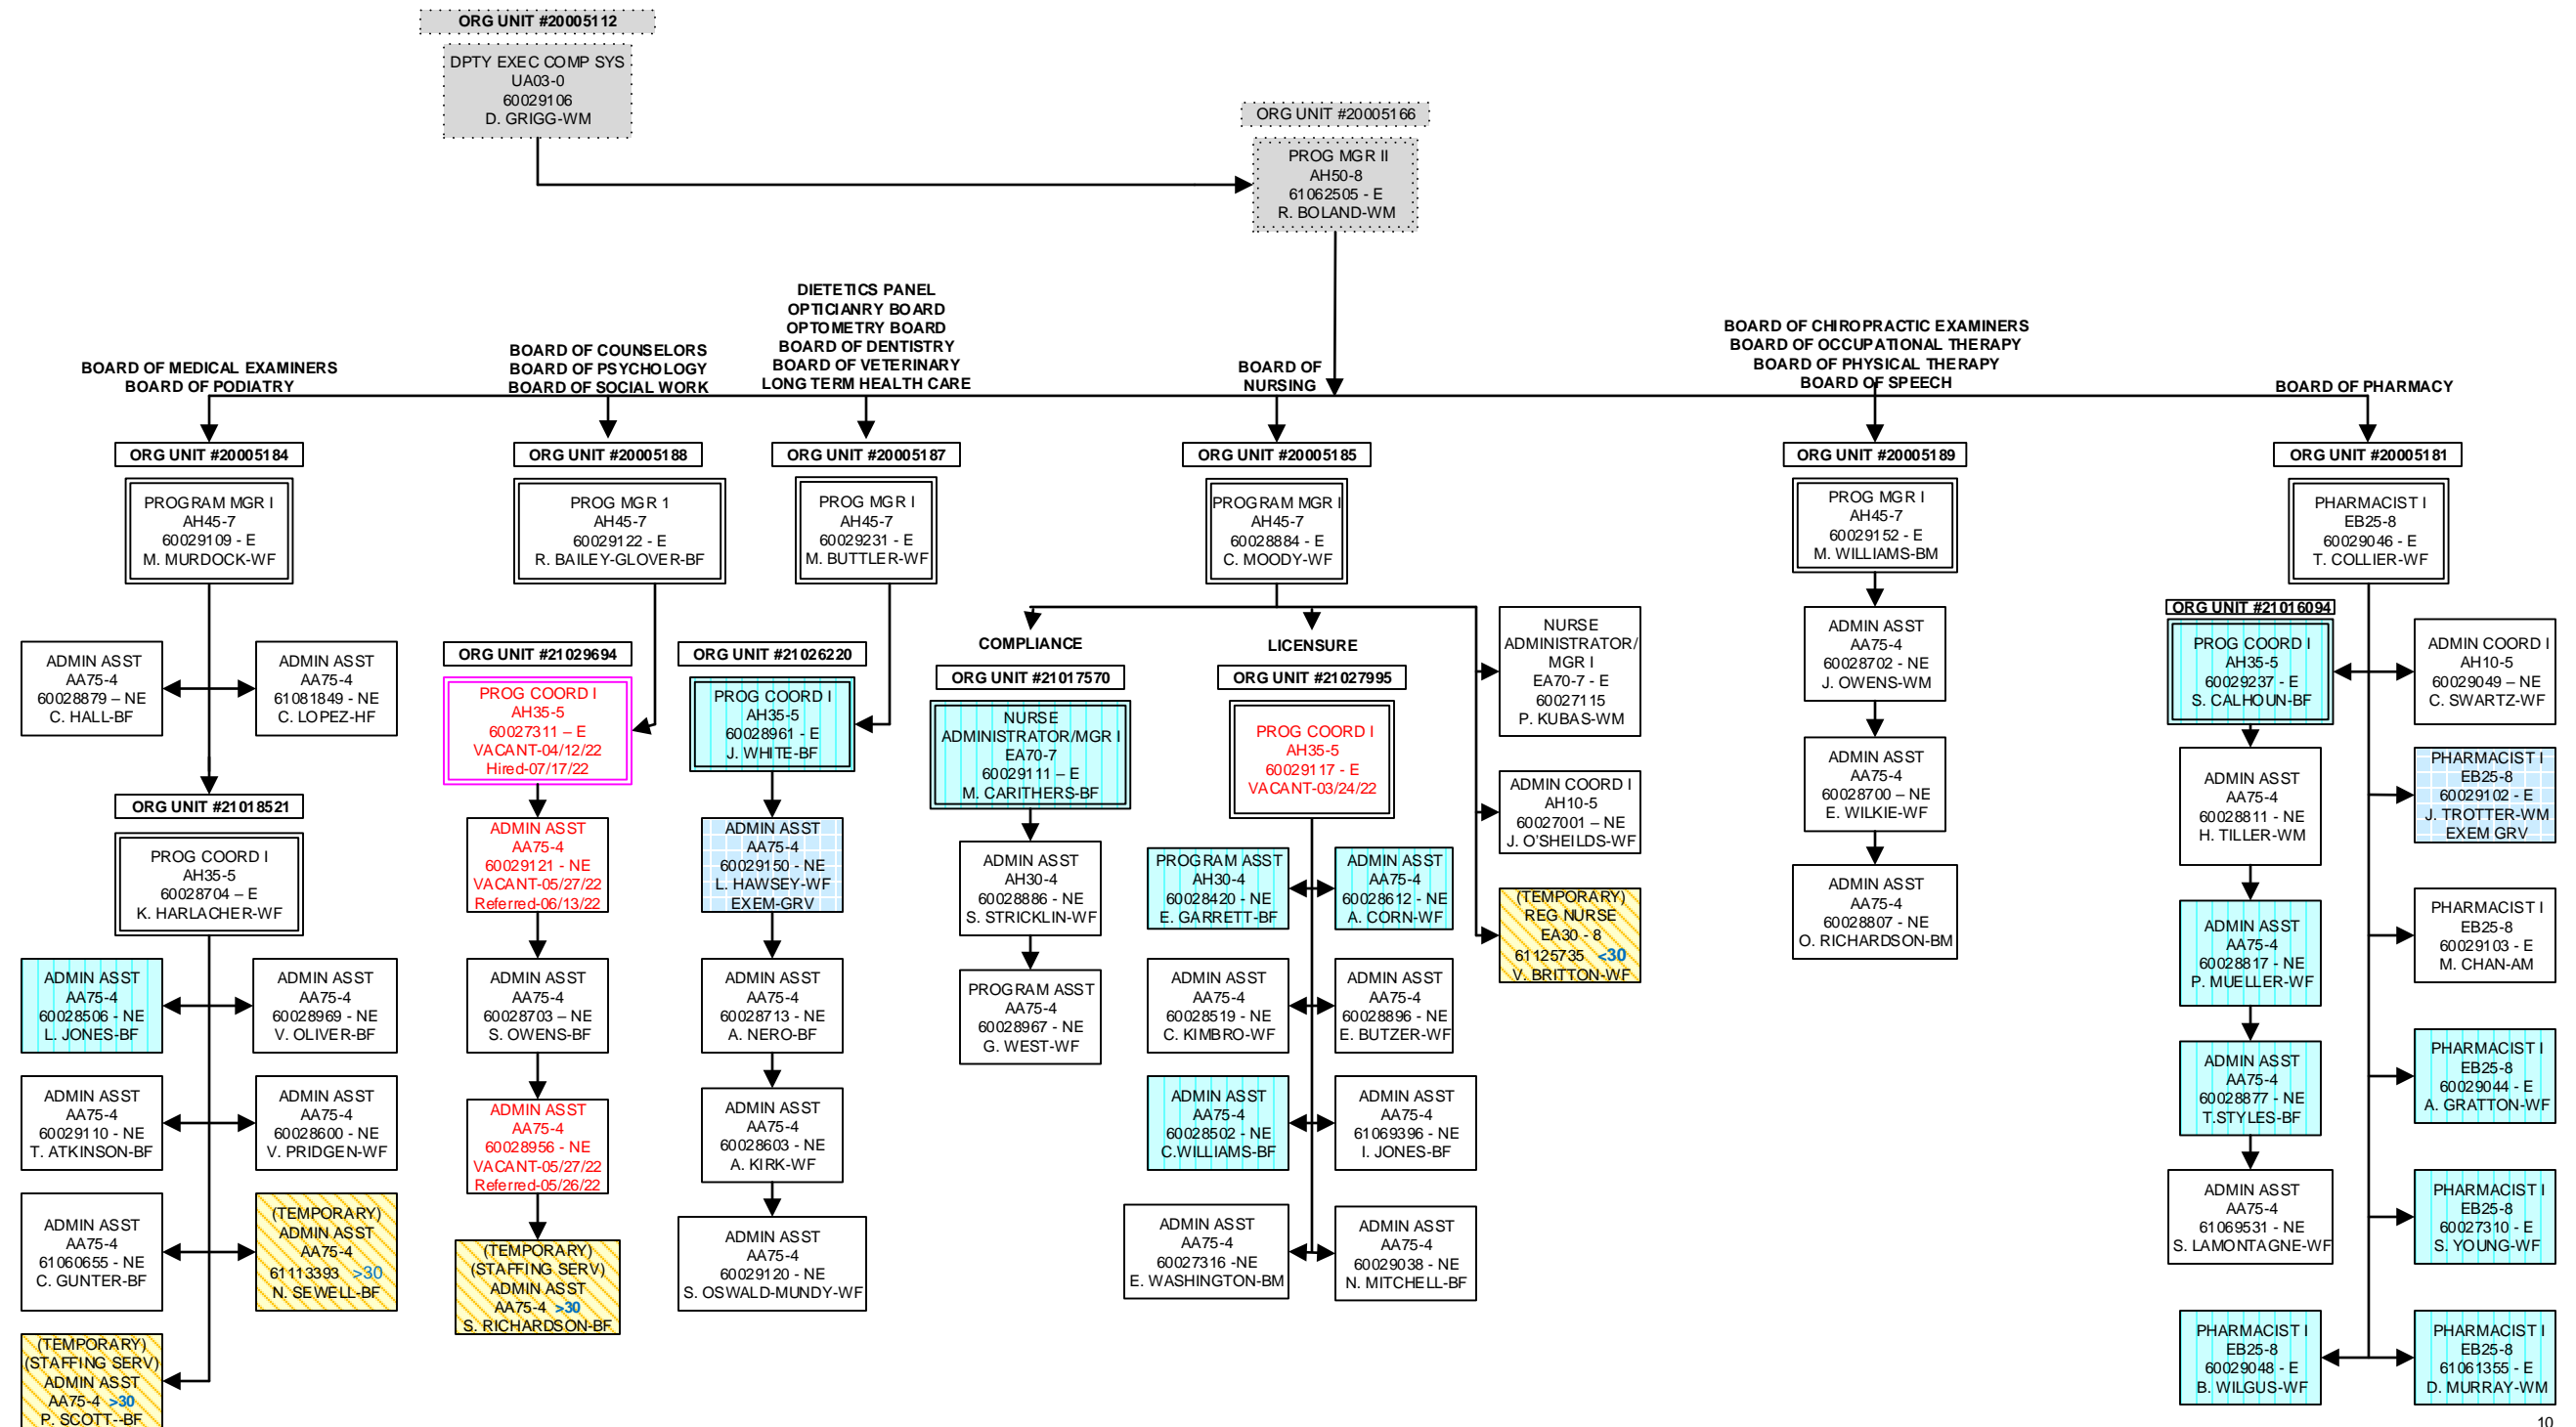 ORG UNIT #20005112
DPTY EXEC COMP SYS
UA03-0
60029106
D. GRIGG-WM
ORG UNIT #20005166
PROG MGR II
AH50-8
61062505 - E
R. BOLAND-WM
BOARD OF MEDICAL EXAMINERS
BOARD OF PODIATRY
BOARD OF COUNSELORS
BOARD OF PSYCHOLOGY
BOARD OF SOCIAL WORK
DIETETICS PANEL
OPTICIANRY BOARD
OPTOMETRY BOARD
BOARD OF DENTISTRY
BOARD OF VETERINARY
LONG TERM HEALTH CARE
BOARD OF
NURSING
BOARD OF CHIROPRACTIC EXAMINERS
BOARD OF OCCUPATIONAL THERAPY
BOARD OF PHYSICAL THERAPY
BOARD OF SPEECH
BOARD OF PHARMACY
ORG UNIT #20005184
PROGRAM MGR I
AH45-7
60029109 - E
M. MURDOCK-WF
ADMIN ASST
AA75-4
60028879 – NE
C. HALL-BF
ADMIN ASST
AA75-4
61081849 - NE
C. LOPEZ-HF
ORG UNIT #21018521
PROG COORD I
AH35-5
60028704 – E
K. HARLACHER-WF
ADMIN ASST
AA75-4
60028506 - NE
L. JONES-BF
ADMIN ASST
AA75-4
60028969 - NE
V. OLIVER-BF
ADMIN ASST
AA75-4
60029110 - NE
T. ATKINSON-BF
ADMIN ASST
AA75-4
60028600 - NE
V. PRIDGEN-WF
ADMIN ASST
AA75-4
61060655 - NE
C. GUNTER-BF
(TEMPORARY)
ADMIN ASST
AA75-4
61113393 >30
N. SEWELL-BF
(TEMPORARY)
(STAFFING SERV)
ADMIN ASST
AA75-4 >30
P. SCOTT--BF
ORG UNIT #20005188
PROG MGR 1
AH45-7
60029122 - E
R. BAILEY-GLOVER-BF
ORG UNIT #21029694
PROG COORD I
AH35-5
60027311 – E
VACANT-04/12/22
Hired-07/17/22
ADMIN ASST
AA75-4
60029121 - NE
VACANT-05/27/22
Referred-06/13/22
ADMIN ASST
AA75-4
60028703 – NE
S. OWENS-BF
ADMIN ASST
AA75-4
60028956 - NE
VACANT-05/27/22
Referred-05/26/22
(TEMPORARY)
(STAFFING SERV)
ADMIN ASST
AA75-4 >30
S. RICHARDSON-BF
ORG UNIT #20005187
PROG MGR I
AH45-7
60029231 - E
M. BUTTLER-WF
ORG UNIT #21026220
PROG COORD I
AH35-5
60028961 - E
J. WHITE-BF
ADMIN ASST
AA75-4
60029150 - NE
L. HAWSEY-WF
EXEM-GRV
ADMIN ASST
AA75-4
60028713 - NE
A. NERO-BF
ADMIN ASST
AA75-4
60028603 - NE
A. KIRK-WF
ADMIN ASST
AA75-4
60029120 - NE
S. OSWALD-MUNDY-WF
ORG UNIT #20005185
PROGRAM MGR I
AH45-7
60028884 - E
C. MOODY-WF
COMPLIANCE
ORG UNIT #21017570
NURSE
ADMINISTRATOR/MGR I
EA70-7
60029111 – E
M. CARITHERS-BF
ADMIN ASST
AH30-4
60028886 - NE
S. STRICKLIN-WF
PROGRAM ASST
AA75-4
60028967 - NE
G. WEST-WF
LICENSURE
ORG UNIT #21027995
PROG COORD I
AH35-5
60029117 - E
VACANT-03/24/22
PROGRAM ASST
AH30-4
60028420 - NE
E. GARRETT-BF
ADMIN ASST
AA75-4
60028612 - NE
A. CORN-WF
ADMIN ASST
AA75-4
60028519 - NE
C. KIMBRO-WF
ADMIN ASST
AA75-4
60028896 - NE
E. BUTZER-WF
ADMIN ASST
AA75-4
60028502 - NE
C.WILLIAMS-BF
ADMIN ASST
AA75-4
61069396 - NE
I. JONES-BF
ADMIN ASST
AA75-4
60027316 -NE
E. WASHINGTON-BM
ADMIN ASST
AA75-4
60029038 - NE
N. MITCHELL-BF
NURSE
ADMINISTRATOR/
MGR I
EA70-7 - E
60027115
P. KUBAS-WM
ADMIN COORD I
AH10-5
60027001 – NE
J. O'SHEILDS-WF
(TEMPORARY)
REG NURSE
EA30 - 8
61125735 <30
V. BRITTON-WF
ORG UNIT #20005189
PROG MGR I
AH45-7
60029152 - E
M. WILLIAMS-BM
ADMIN ASST
AA75-4
60028702 - NE
J. OWENS-WM
ADMIN ASST
AA75-4
60028700 – NE
E. WILKIE-WF
ADMIN ASST
AA75-4
60028807 - NE
O. RICHARDSON-BM
ORG UNIT #20005181
PHARMACIST I
EB25-8
60029046 - E
T. COLLIER-WF
ORG UNIT #21016094
PROG COORD I
AH35-5
60029237 - E
S. CALHOUN-BF
ADMIN ASST
AA75-4
60028811 - NE
H. TILLER-WM
ADMIN ASST
AA75-4
60028817 - NE
P. MUELLER-WF
ADMIN ASST
AA75-4
60028877 - NE
T.STYLES-BF
ADMIN ASST
AA75-4
61069531 - NE
S. LAMONTAGNE-WF
ADMIN COORD I
AH10-5
60029049 – NE
C. SWARTZ-WF
PHARMACIST I
EB25-8
60029102 - E
J. TROTTER-WM
EXEM GRV
PHARMACIST I
EB25-8
60029103 - E
M. CHAN-AM
PHARMACIST I
EB25-8
60029044 - E
A. GRATTON-WF
PHARMACIST I
EB25-8
60027310 - E
S. YOUNG-WF
PHARMACIST I
EB25-8
60029048 - E
B. WILGUS-WF
PHARMACIST I
EB25-8
61061355 - E
D. MURRAY-WM
10